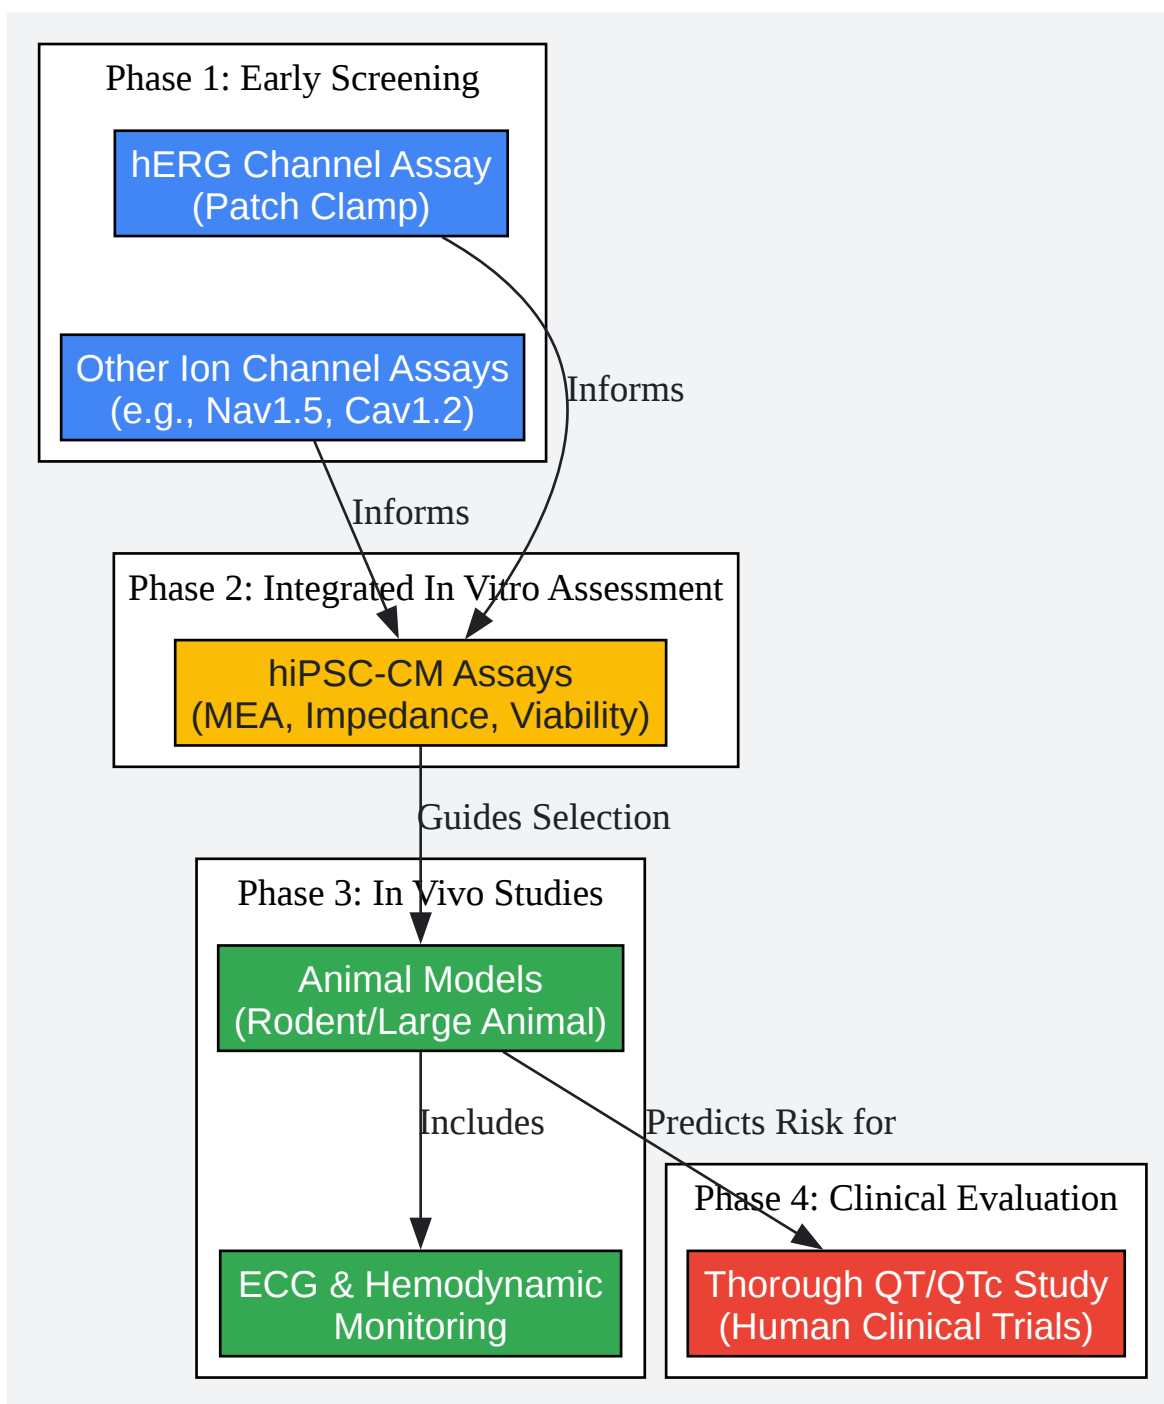 Phase 1: Early Screening
hERG Channel Assay
(Patch Clamp)
Other Ion Channel Assays
(e.g., Nav1.5, Cav1.2)
Informs
Informs
Phase 2: Integrated In Vitro Assessment
hiPSC-CM Assays
(MEA, Impedance, Viability)
Guides Selection
Phase 3: In Vivo Studies
Animal Models
(Rodent/Large Animal)
Includes
Predicts Risk for
Phase 4: Clinical Evaluation
ECG & Hemodynamic
Monitoring
Thorough QT/QTc Study
(Human Clinical Trials)